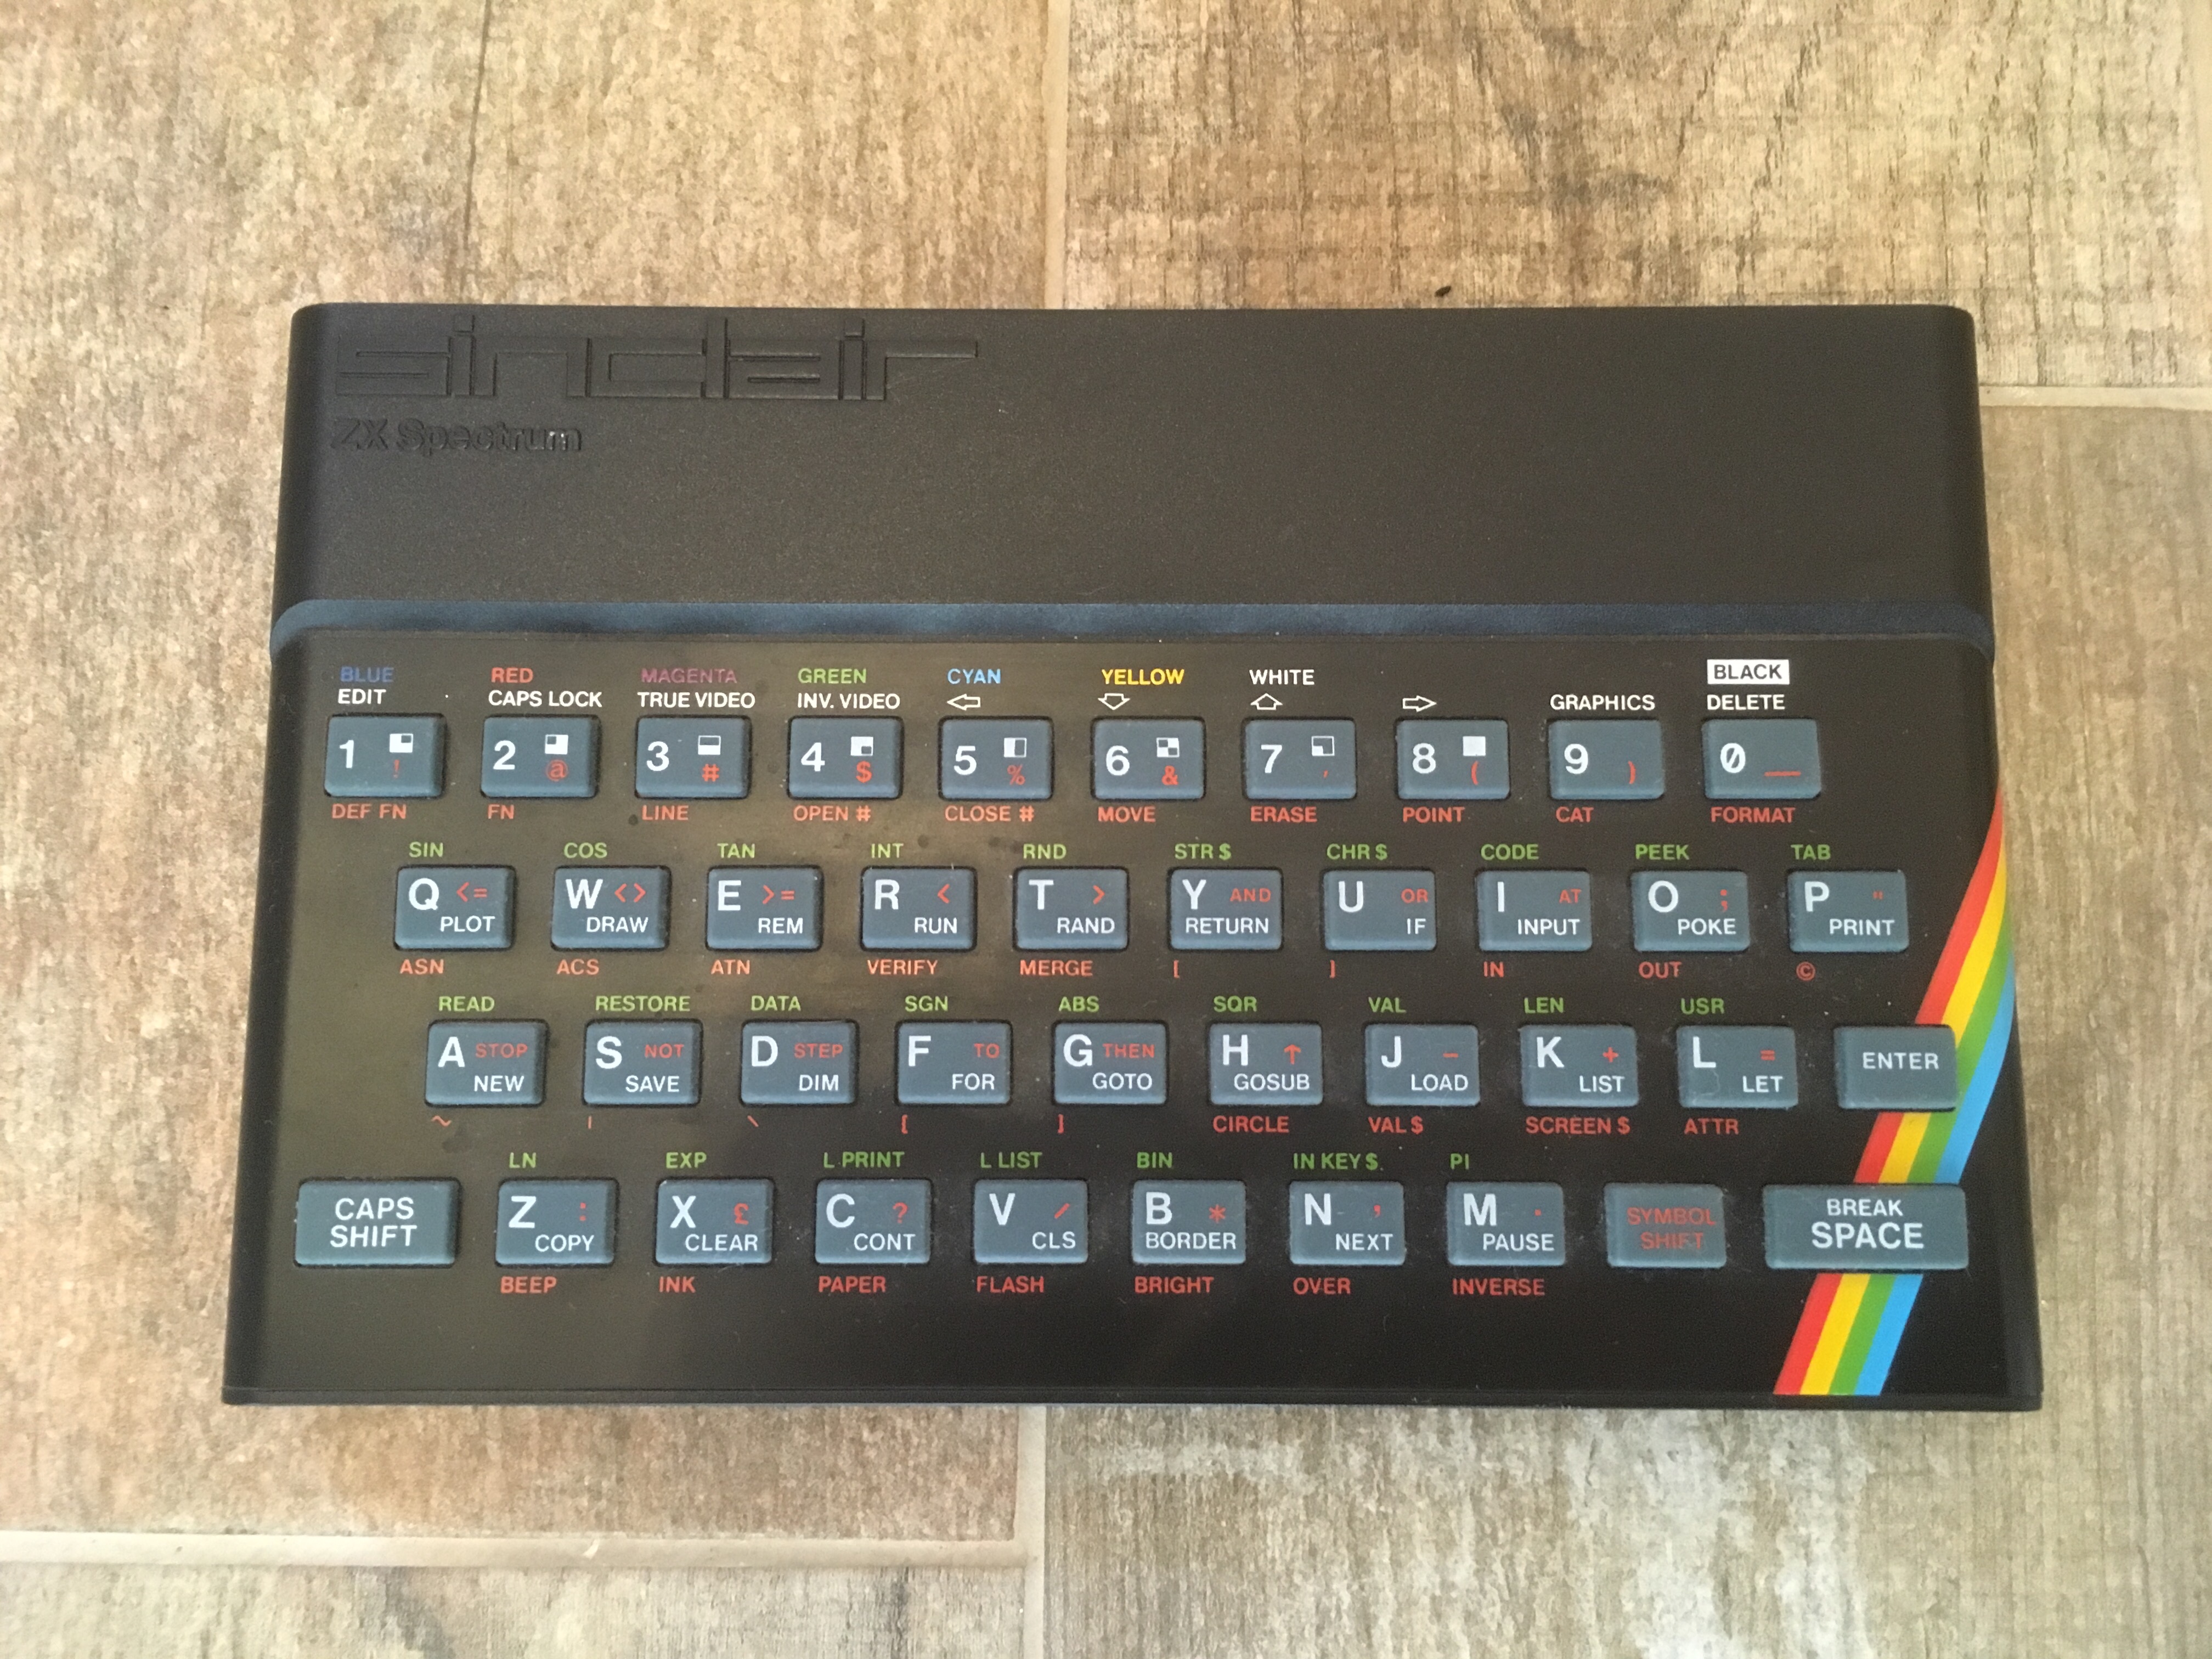 sinclair
ZX Spectrum
BLUE RED MAGENTA GREEN CYAN YELLOW WHITE BLACK
EDIT CAPS LOCK TRUE VIDEO INV. VIDEO ⇦ ⇩ ⇧ ⇨ GRAPHICS DELETE
1 ! 2 @ 3 # 4 $ 5 % 6 & 7 ' 8 ( 9 ) 0 _
DEF FN FN LINE OPEN # CLOSE # MOVE ERASE POINT CAT FORMAT
SIN COS TAN INT RND STR $ CHR $ CODE PEEK TAB
Q <= W <> E >= R < T > Y AND U OR I AT O ; P "
PLOT DRAW REM RUN RAND RETURN IF INPUT POKE PRINT
ASN ACS ATN VERIFY MERGE [ ] IN OUT ©
READ RESTORE DATA SGN ABS SQR VAL LEN USR
A STOP S NOT D STEP F TO G THEN H ↑ J − K + L = ENTER
NEW SAVE DIM FOR GOTO GOSUB LOAD LIST LET
~ | \ { } CIRCLE VAL $ SCREEN $ ATTR
LN EXP L PRINT L LIST BIN IN KEY $ PI
CAPS Z : X £ C ? V / B * N , M . SYMBOL BREAK
SHIFT COPY CLEAR CONT CLS BORDER NEXT PAUSE SHIFT SPACE
BEEP INK PAPER FLASH BRIGHT OVER INVERSE